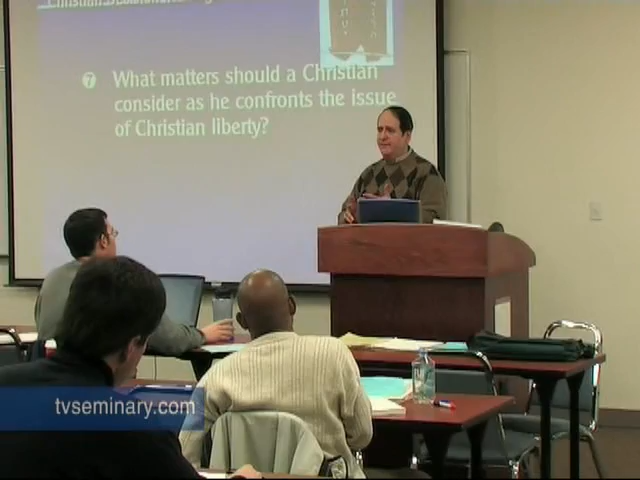 What matters should a Christian
consider as he confronts the issue
of Christian liberty?
tvseminary.com